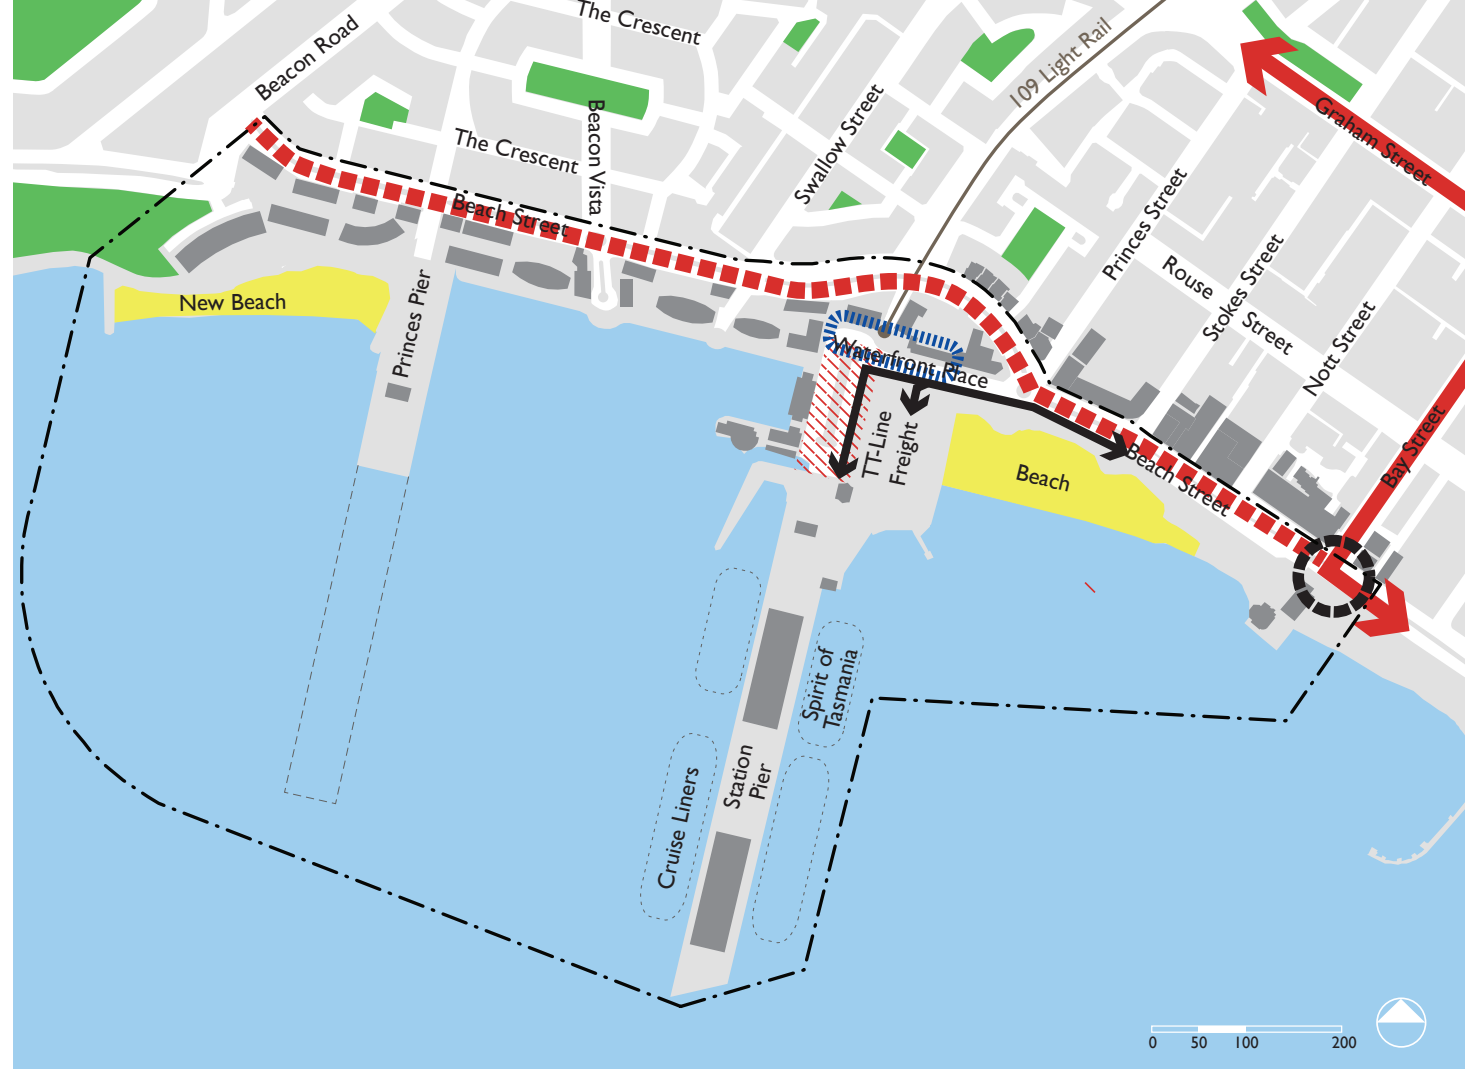 The Crescent
Beacon Road
109 Light Rail
Graham Street
Swallow Street
Beacon Vista
The Crescent
Beach Street
Princes Street
Rouse
Street
Stokes Street
Nott Street
New Beach
Princes Pier
Waterfront Place
TT-Line
Freight
Beach
Beach Street
Bay Street
Spirit of
Tasmania
Station
Pier
Cruise Liners
0 50 100 200